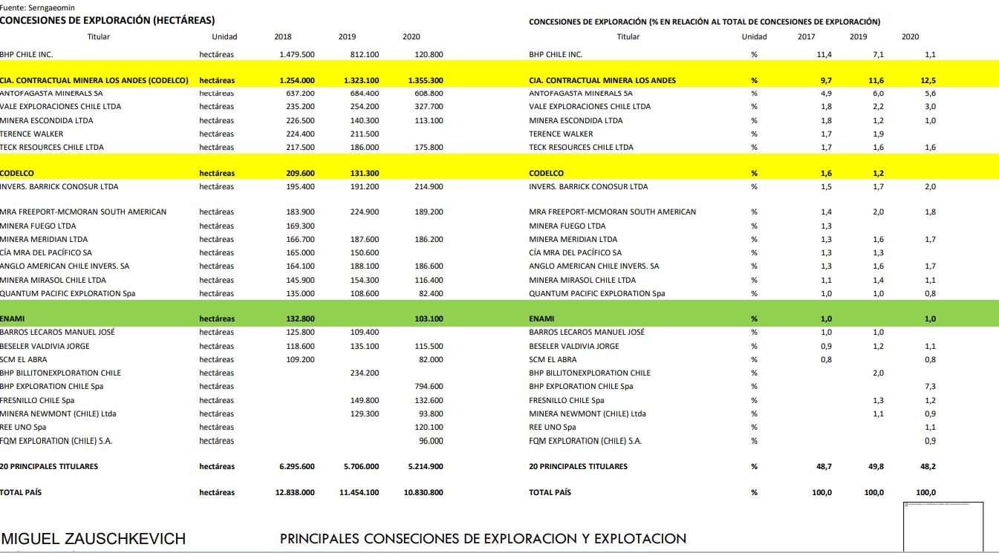 Fuente: Serngaeomin
CONCESIONES DE EXPLORACIÓN (HECTÁREAS)
Titular Unidad 2018 2019 2020
BHP CHILE INC. hectáreas 1.479.500 812.100 120.800
CIA. CONTRACTUAL MINERA LOS ANDES (CODELCO) hectáreas 1.254.000 1.323.100 1.355.300
ANTOFAGASTA MINERALS SA hectáreas 637.200 684.400 608.800
VALE EXPLORACIONES CHILE LTDA hectáreas 235.200 254.200 327.700
MINERA ESCONDIDA LTDA hectáreas 226.500 140.300 113.100
TERENCE WALKER hectáreas 224.400 211.500
TECK RESOURCES CHILE LTDA hectáreas 217.500 186.000 175.800
CODELCO hectáreas 209.600 131.300
INVERS. BARRICK CONOSUR LTDA hectáreas 195.400 191.200 214.900
MRA FREEPORT-MCMORAN SOUTH AMERICAN hectáreas 183.900 224.900 189.200
MINERA FUEGO LTDA hectáreas 169.300
MINERA MERIDIAN LTDA hectáreas 166.700 187.600 186.200
CÍA MRA DEL PACÍFICO SA hectáreas 165.000 150.600
ANGLO AMERICAN CHILE INVERS. SA hectáreas 164.100 188.100 186.600
MINERA MIRASOL CHILE LTDA hectáreas 145.900 154.300 116.400
QUANTUM PACIFIC EXPLORATION Spa hectáreas 135.000 108.600 82.400
ENAMI hectáreas 132.800 103.100
BARROS LECAROS MANUEL JOSÉ hectáreas 125.800 109.400
BESELER VALDIVIA JORGE hectáreas 118.600 135.100 115.500
SCM EL ABRA hectáreas 109.200 82.000
BHP BILLITONEXPLORATION CHILE hectáreas 234.200
BHP EXPLORATION CHILE Spa hectáreas 794.600
FRESNILLO CHILE Spa hectáreas 149.800 132.600
MINERA NEWMONT (CHILE) Ltda hectáreas 129.300 93.800
REE UNO Spa hectáreas 120.100
FQM EXPLORATION (CHILE) S.A. hectáreas 96.000
20 PRINCIPALES TITULARES hectáreas 6.295.600 5.706.000 5.214.900
TOTAL PAÍS hectáreas 12.838.000 11.454.100 10.830.800
CONCESIONES DE EXPLORACIÓN (% EN RELACIÓN AL TOTAL DE CONCESIONES DE EXPLORACIÓN)
Titular Unidad 2017 2019 2020
BHP CHILE INC. % 11,4 7,1 1,1
CIA. CONTRACTUAL MINERA LOS ANDES % 9,7 11,6 12,5
ANTOFAGASTA MINERALS SA % 4,9 6,0 5,6
VALE EXPLORACIONES CHILE LTDA % 1,8 2,2 3,0
MINERA ESCONDIDA LTDA % 1,8 1,2 1,0
TERENCE WALKER % 1,7 1,9
TECK RESOURCES CHILE LTDA % 1,7 1,6 1,6
CODELCO % 1,6 1,2
INVERS. BARRICK CONOSUR LTDA % 1,5 1,7 2,0
MRA FREEPORT-MCMORAN SOUTH AMERICAN % 1,4 2,0 1,8
MINERA FUEGO LTDA % 1,3
MINERA MERIDIAN LTDA % 1,3 1,6 1,7
CÍA MRA DEL PACÍFICO SA % 1,3 1,3
ANGLO AMERICAN CHILE INVERS. SA % 1,3 1,6 1,7
MINERA MIRASOL CHILE LTDA % 1,1 1,4 1,1
QUANTUM PACIFIC EXPLORATION Spa % 1,0 1,0 0,8
ENAMI % 1,0 1,0
BARROS LECAROS MANUEL JOSÉ % 1,0 1,0
BESELER VALDIVIA JORGE % 0,9 1,2 1,1
SCM EL ABRA % 0,8 0,8
BHP BILLITONEXPLORATION CHILE % 2,0
BHP EXPLORATION CHILE Spa % 7,3
FRESNILLO CHILE Spa % 1,3 1,2
MINERA NEWMONT (CHILE) Ltda % 1,1 0,9
REE UNO Spa % 1,1
FQM EXPLORATION (CHILE) S.A. % 0,9
20 PRINCIPALES TITULARES % 48,7 49,8 48,2
TOTAL PAÍS % 100,0 100,0 100,0
MIGUEL ZAUSCHKEVICH
PRINCIPALES CONSECIONES DE EXPLORACION Y EXPLOTACION